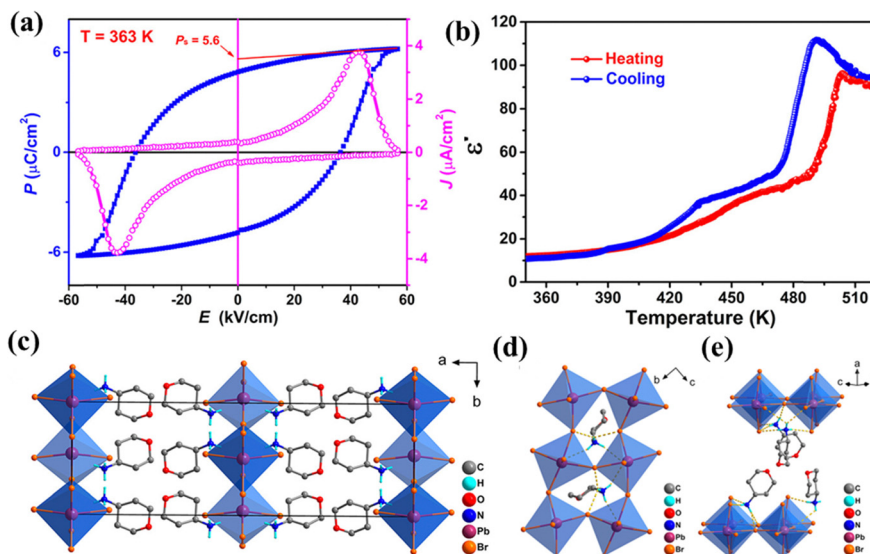 (a)
T = 363 K
Ps = 5.6
6
0
-6
P (μC/cm²)
4
3
2
1
0
-2
-4
J (μA/cm²)
-60 -40 -20 0 20 40 60
E (kV/cm)
(b)
Heating
Cooling
120
100
80
60
40
20
ε'
360 390 420 450 480 510
Temperature (K)
(c)
a
b
C
H
O
N
Pb
Br
(d)
b
c
C
H
O
N
Pb
Br
(e)
a
c
C
H
O
N
Pb
Br